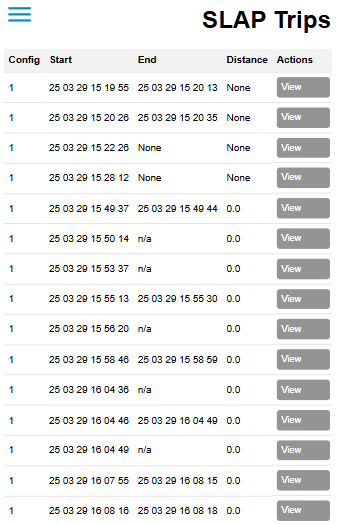 SLAP Trips
Config Start End Distance Actions
1 25 03 29 15 19 55 25 03 29 15 20 13 None View
1 25 03 29 15 20 26 25 03 29 15 20 35 None View
1 25 03 29 15 22 26 None None View
1 25 03 29 15 28 12 None None View
1 25 03 29 15 49 37 25 03 29 15 49 44 0.0 View
1 25 03 29 15 50 14 n/a 0.0 View
1 25 03 29 15 53 37 n/a 0.0 View
1 25 03 29 15 55 13 25 03 29 15 55 30 0.0 View
1 25 03 29 15 56 20 n/a 0.0 View
1 25 03 29 15 58 46 25 03 29 15 58 59 0.0 View
1 25 03 29 16 04 36 n/a 0.0 View
1 25 03 29 16 04 46 25 03 29 16 04 49 0.0 View
1 25 03 29 16 04 49 n/a 0.0 View
1 25 03 29 16 07 55 25 03 29 16 08 15 0.0 View
1 25 03 29 16 08 16 25 03 29 16 08 18 0.0 View